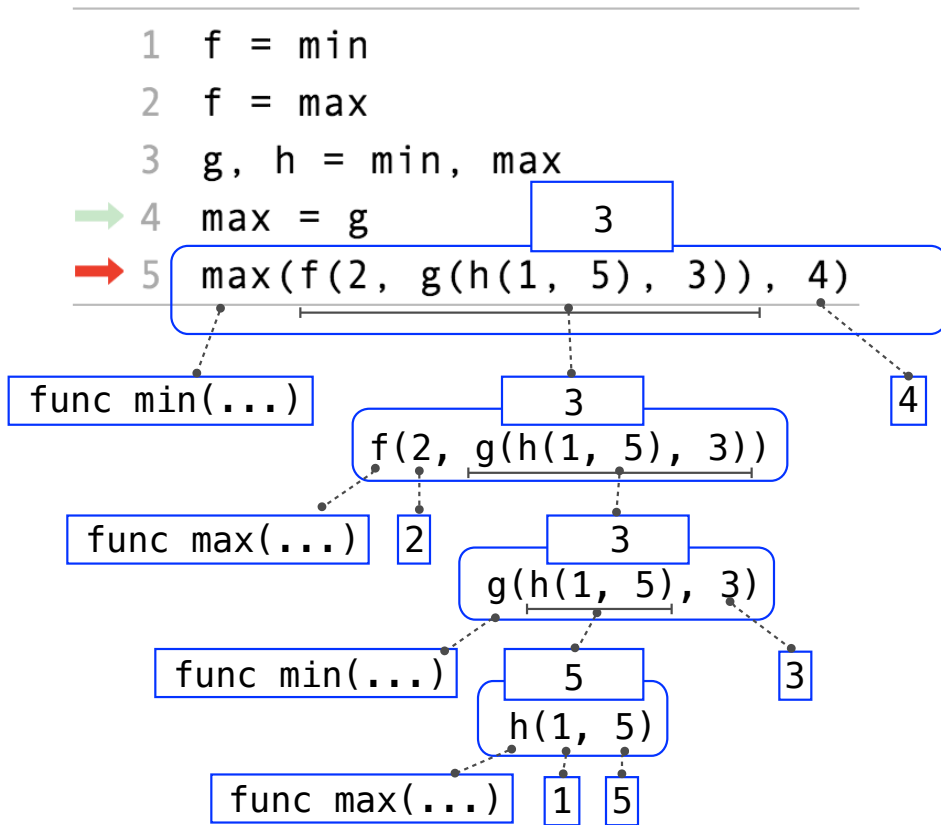 1 f = min
2 f = max
3 g, h = min, max
4 max = g
3
5 max(f(2, g(h(1, 5), 3)), 4)
func min(...)
3
4
f(2, g(h(1, 5), 3))
func max(...)
2
3
g(h(1, 5), 3)
func min(...)
5
3
h(1, 5)
func max(...)
1
5